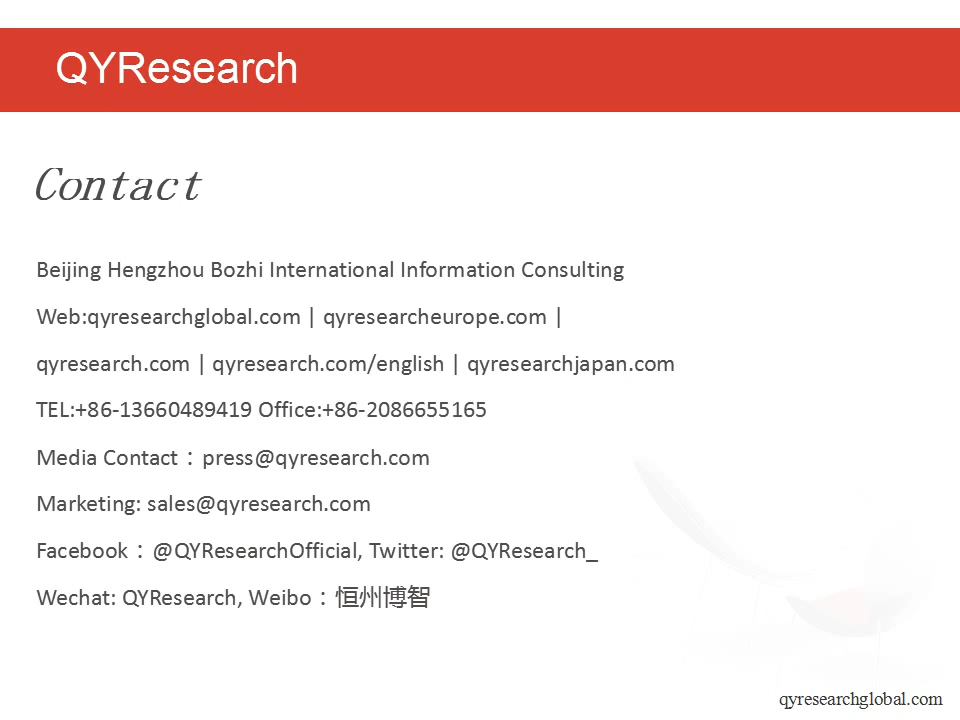 QYResearch
Contact
Beijing Hengzhou Bozhi International Information Consulting
Web:qyresearchglobal.com | qyresearcheurope.com |
qyresearch.com | qyresearch.com/english | qyresearchjapan.com
TEL:+86-13660489419 Office:+86-2086655165
Media Contact：press@qyresearch.com
Marketing: sales@qyresearch.com
Facebook：@QYResearchOfficial, Twitter: @QYResearch_
Wechat: QYResearch, Weibo：恒州博智
qyresearchglobal.com